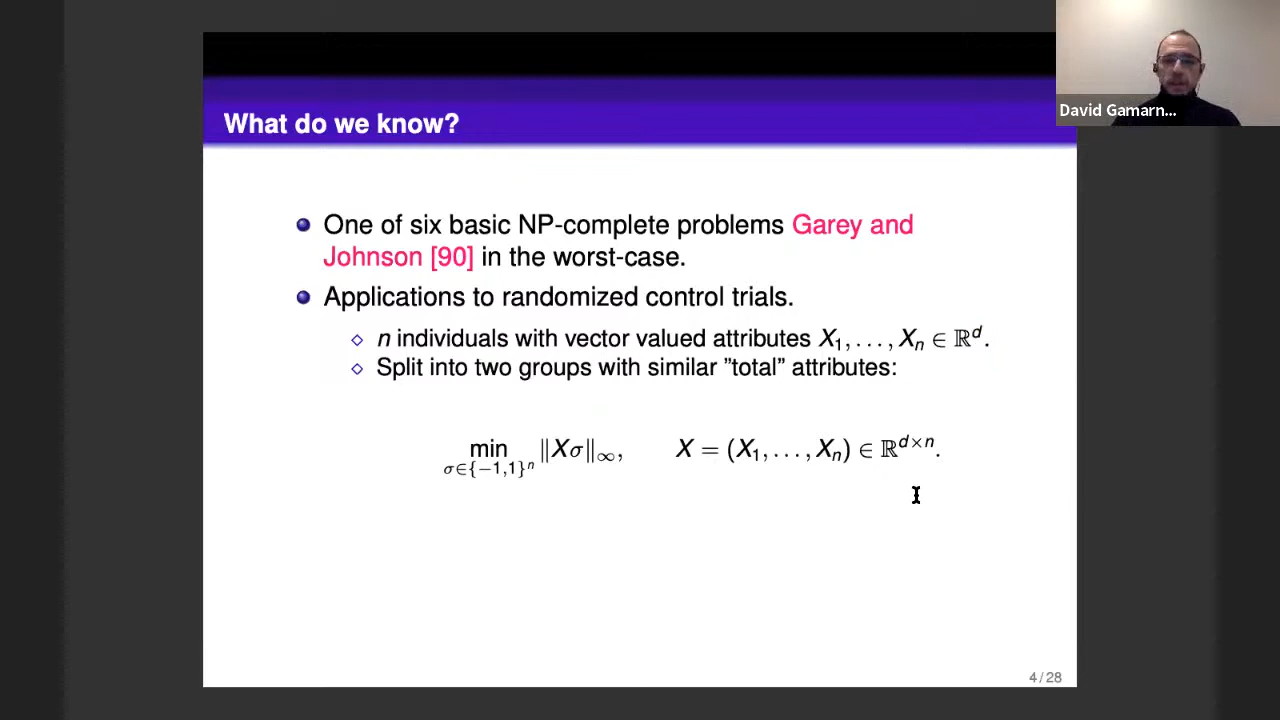 David Gamarn...
What do we know?
One of six basic NP-complete problems Garey and
Johnson [90] in the worst-case.
Applications to randomized control trials.
n individuals with vector valued attributes X₁, . . . , Xₙ ∈ ℝᵈ.
Split into two groups with similar ”total” attributes:
min_{σ∈{−1,1}ⁿ} ‖Xσ‖_∞, X = (X₁, . . . , Xₙ) ∈ ℝ^{d×n}.
4 / 28